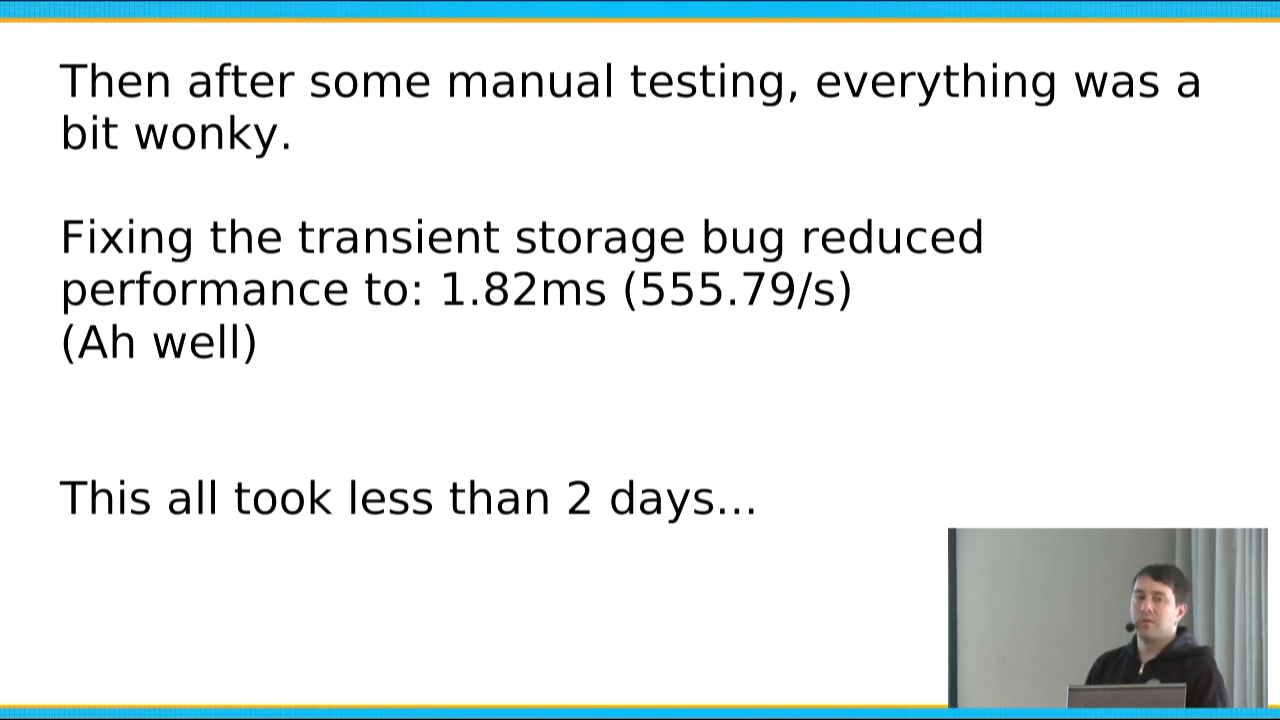 Then after some manual testing, everything was a
bit wonky.
Fixing the transient storage bug reduced
performance to: 1.82ms (555.79/s)
(Ah well)
This all took less than 2 days...